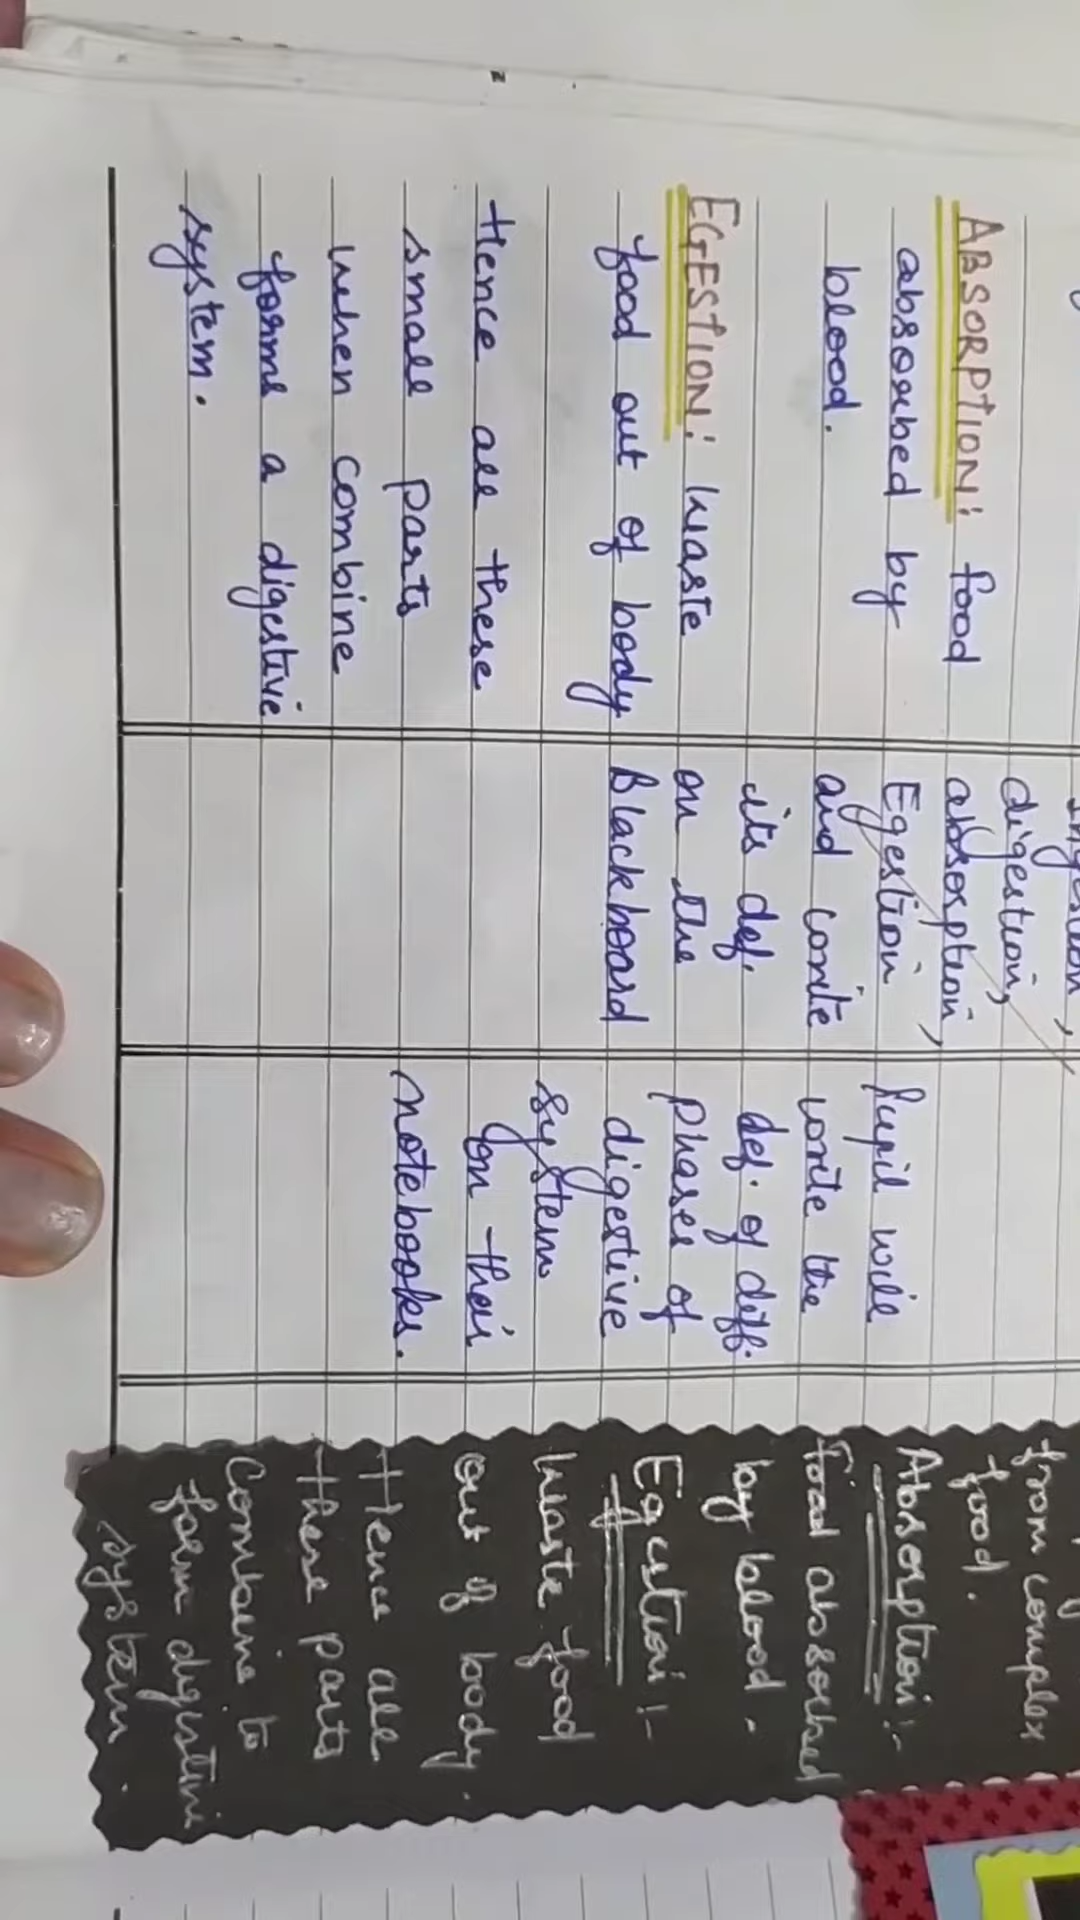 ABSORPTION: food
absorbed by
blood.
EGESTION: Waste
food out of body
Hence all these
small parts
when combine
forms a digestive
system.
digestion,
absorption,
Egestion
and write
its def.
on the
Blackboard
Pupil will
write the
def. of diff.
phases of
digestive
system
on their
notebooks.
from complex
food.
Absorption:-
Food absorbed
by blood.
Egestion:-
Waste food
out of body.
Hence all
these parts
Combine to
form digestive
system.